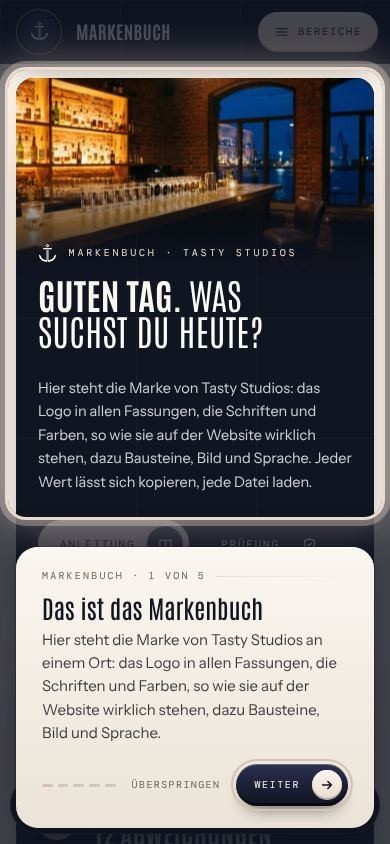 MARKENBUCH
BEREICHE
MARKENBUCH · TASTY STUDIOS
GUTEN TAG. WAS
SUCHST DU HEUTE?
Hier steht die Marke von Tasty Studios: das
Logo in allen Fassungen, die Schriften und
Farben, so wie sie auf der Website wirklich
stehen, dazu Bausteine, Bild und Sprache. Jeder
Wert lässt sich kopieren, jede Datei laden.
ANLEITUNG
PRÜFUNG
MARKENBUCH · 1 VON 5
Das ist das Markenbuch
Hier steht die Marke von Tasty Studios an
einem Ort: das Logo in allen Fassungen, die
Schriften und Farben, so wie sie auf der
Website wirklich stehen, dazu Bausteine,
Bild und Sprache.
ÜBERSPRINGEN
WEITER
12 ABWEICHUNGEN